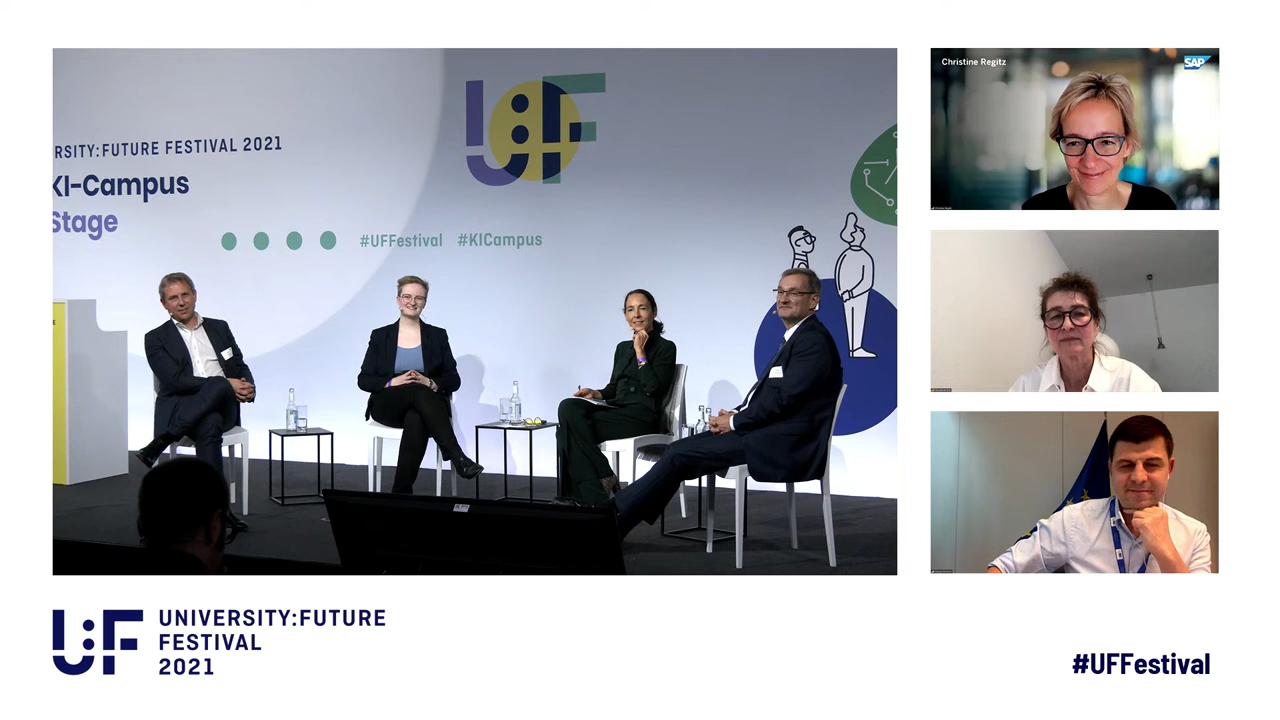 RSITY:FUTURE FESTIVAL 2021
KI-Campus
Stage
U:F
#UFFestival #KICampus
Christine Regitz
SAP
U:F
UNIVERSITY:FUTURE
FESTIVAL
2021
#UFFestival